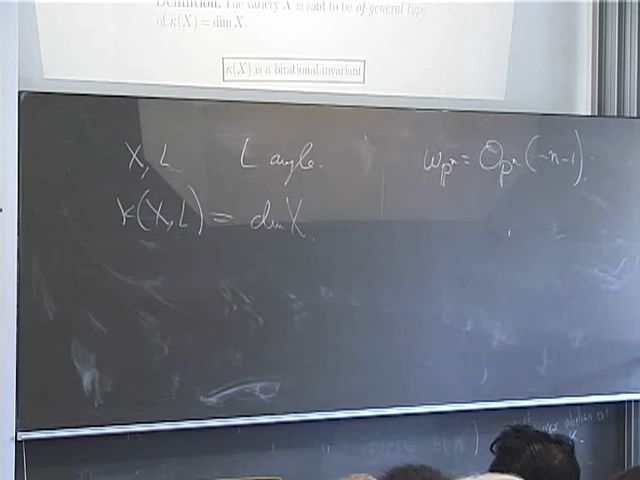 Definition. The variety X is said to be of general type
of κ(X) = dim X.
κ(X) is a birational invariant
X, L L ample. ω_{P^n} = O_{P^n}(-n-1).
κ(X, L) = dim X.